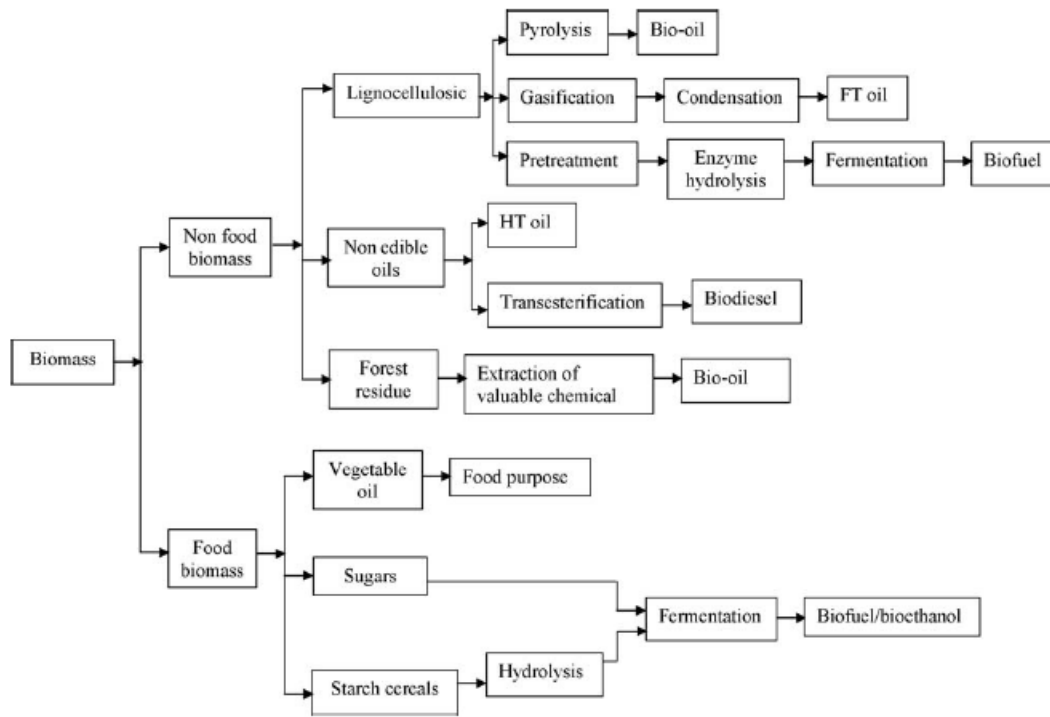 Pyrolysis
Bio-oil
Lignocellulosic
Gasification
Condensation
FT oil
Pretreatment
Enzyme
hydrolysis
Fermentation
Biofuel
Non food
biomass
Non edible
oils
HT oil
Transesterification
Biodiesel
Biomass
Forest
residue
Extraction of
valuable chemical
Bio-oil
Vegetable
oil
Food purpose
Food
biomass
Sugars
Fermentation
Biofuel/bioethanol
Starch cereals
Hydrolysis